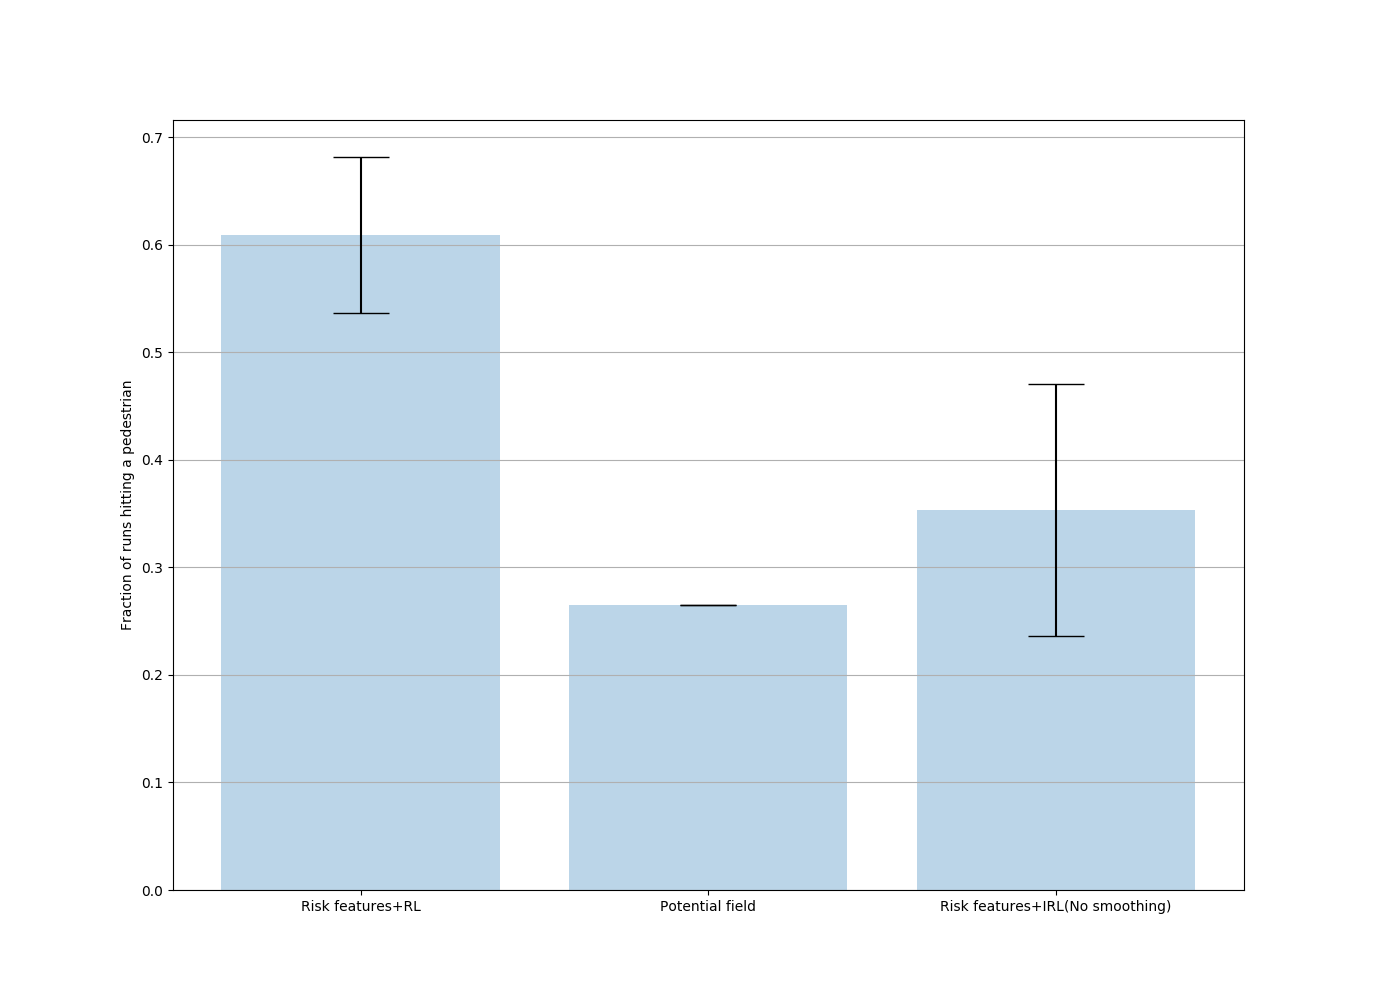 0.7
0.6
0.5
0.4
0.3
0.2
0.1
0.0
Fraction of runs hitting a pedestrian
Risk features+RL
Potential field
Risk features+IRL(No smoothing)